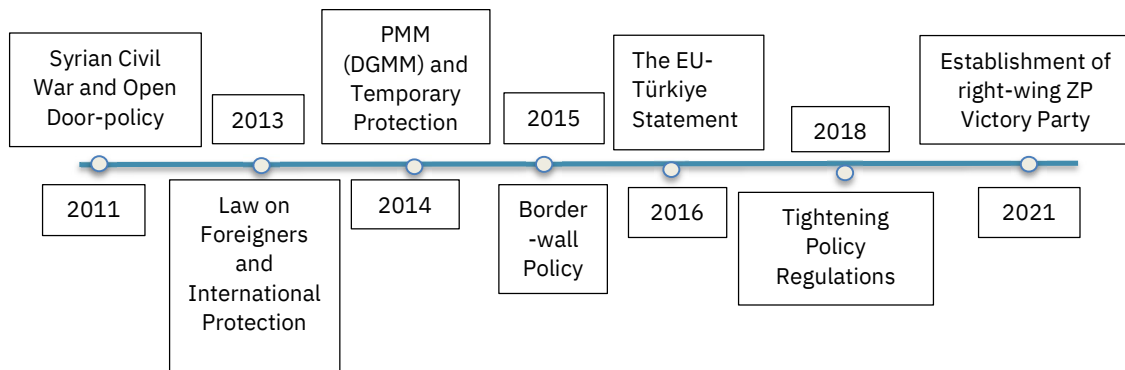 Syrian Civil
War and Open
Door-policy
2011
2013
Law on
Foreigners
and
International
Protection
PMM
(DGMM) and
Temporary
Protection
2014
2015
Border
-wall
Policy
The EU-
Türkiye
Statement
2016
2018
Tightening
Policy
Regulations
Establishment of
right-wing ZP
Victory Party
2021